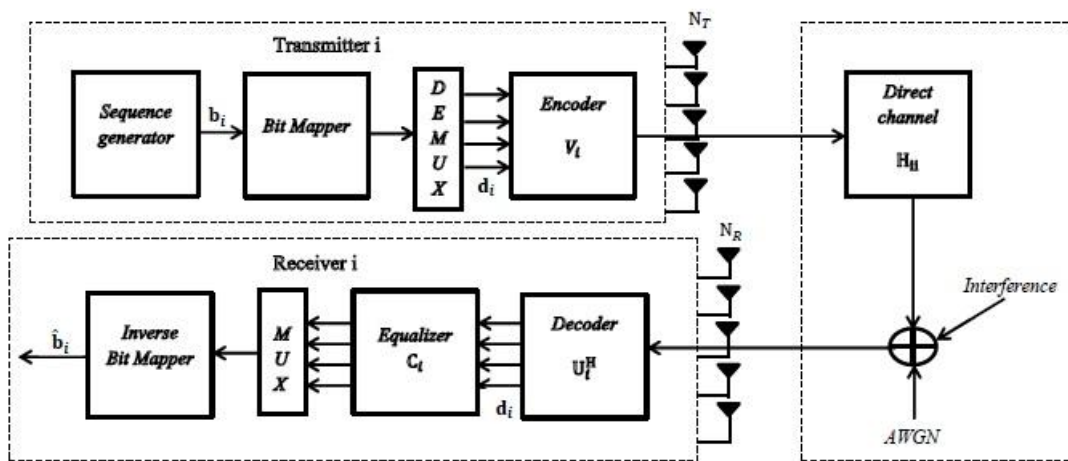 Transmitter i
N_T
Sequence
generator
b_i
Bit Mapper
D
E
M
U
X
d_i
Encoder
V_i
Direct
channel
H_ii
Receiver i
N_R
Interference
b̂_i
Inverse
Bit Mapper
M
U
X
Equalizer
C_i
d_i
Decoder
U_i^H
AWGN